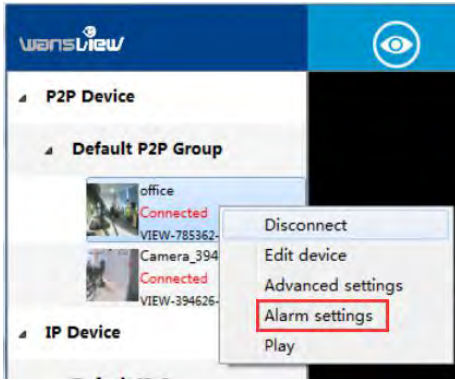 wansview
P2P Device
Default P2P Group
office
Connected
VIEW-785362-
Camera_394
Connected
VIEW-394626-
Disconnect
Edit device
Advanced settings
Alarm settings
Play
IP Device